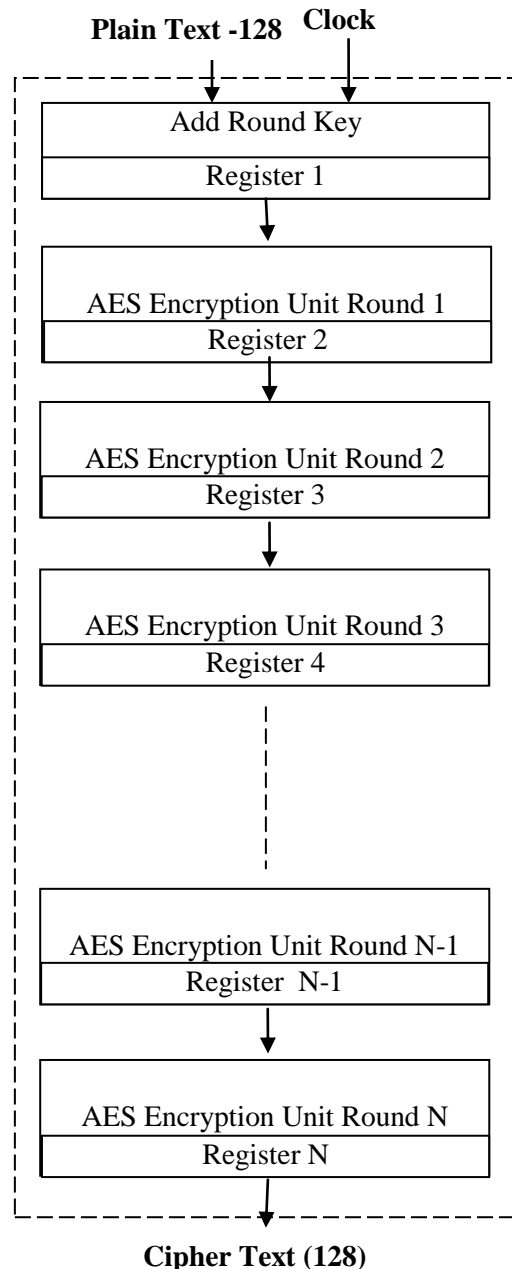 Plain Text -128 Clock
Add Round Key
Register 1
AES Encryption Unit Round 1
Register 2
AES Encryption Unit Round 2
Register 3
AES Encryption Unit Round 3
Register 4
AES Encryption Unit Round N-1
Register N-1
AES Encryption Unit Round N
Register N
Cipher Text (128)